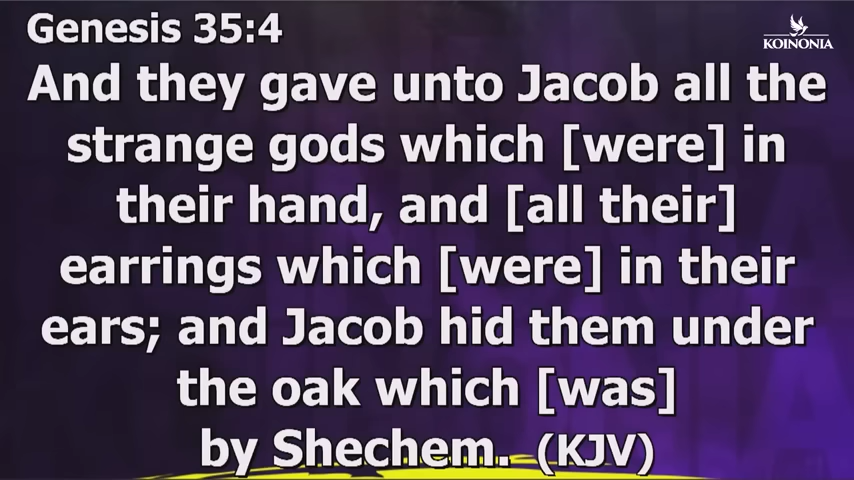 Genesis 35:4
KOINONIA
And they gave unto Jacob all the
strange gods which [were] in
their hand, and [all their]
earrings which [were] in their
ears; and Jacob hid them under
the oak which [was]
by Shechem. (KJV)